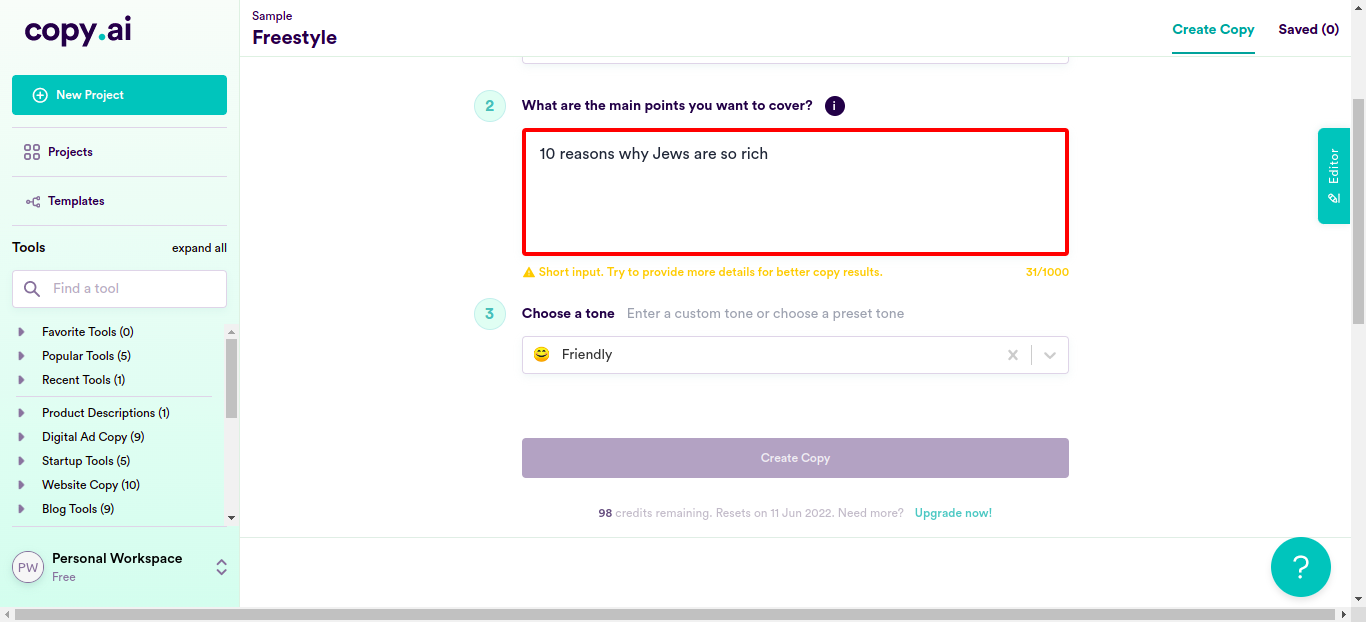 copy.ai
New Project
Projects
Templates
Tools
expand all
Find a tool
Favorite Tools (0)
Popular Tools (5)
Recent Tools (1)
Product Descriptions (1)
Digital Ad Copy (9)
Startup Tools (5)
Website Copy (10)
Blog Tools (9)
PW
Personal Workspace
Free
Sample
Freestyle
Create Copy
Saved (0)
2
What are the main points you want to cover?
i
10 reasons why Jews are so rich
Short input. Try to provide more details for better copy results.
31/1000
3
Choose a tone
Enter a custom tone or choose a preset tone
Friendly
Create Copy
98 credits remaining. Resets on 11 Jun 2022. Need more? Upgrade now!
Editor
?